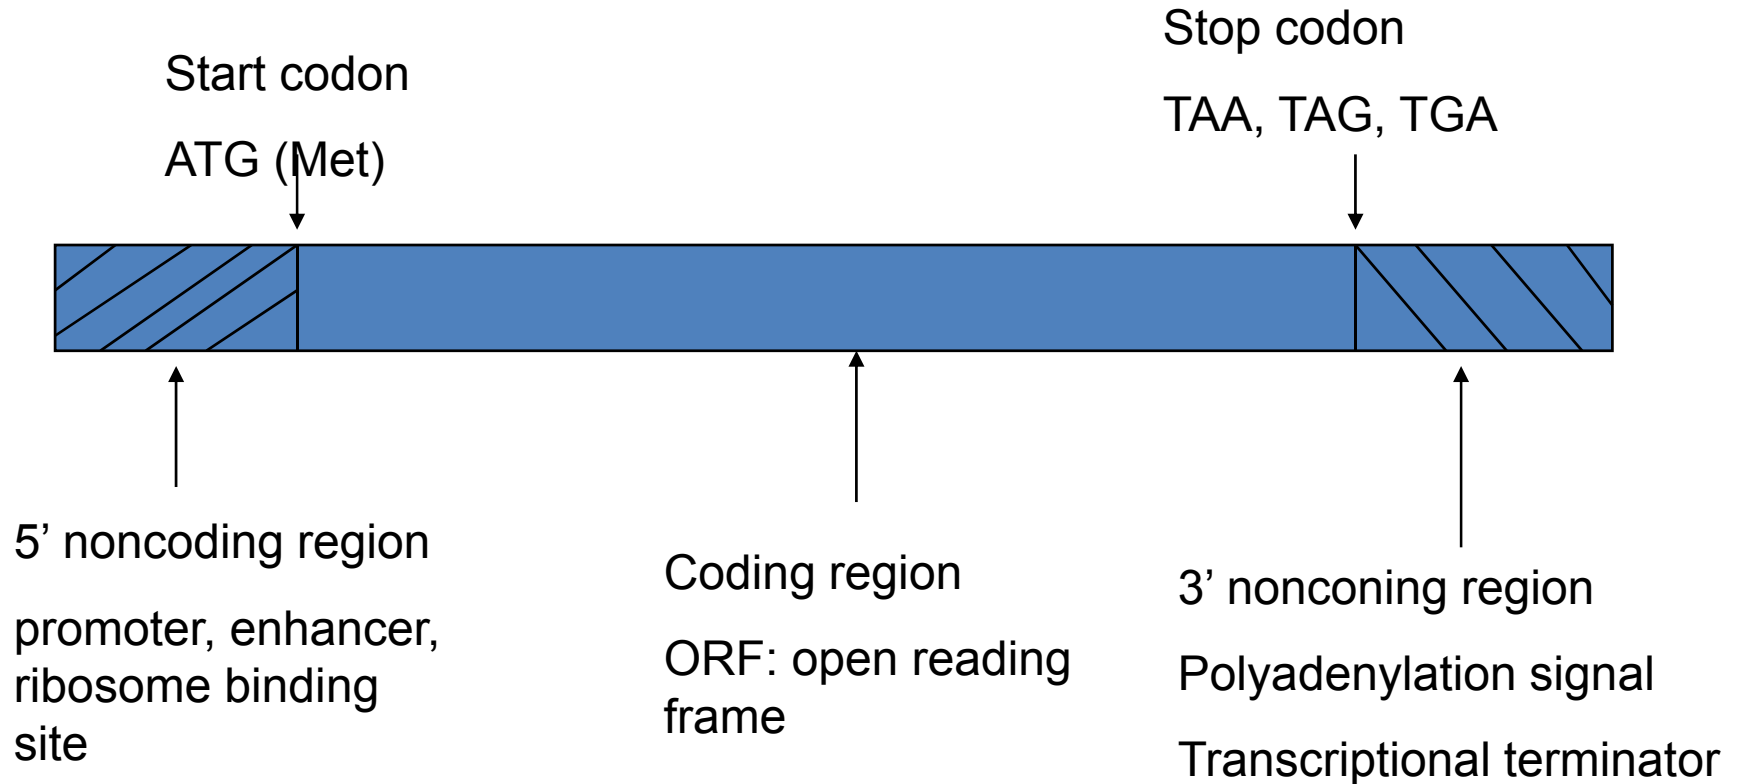 Start codon
ATG (Met)
Stop codon
TAA, TAG, TGA
5’ noncoding region
promoter, enhancer,
ribosome binding
site
Coding region
ORF: open reading
frame
3’ nonconing region
Polyadenylation signal
Transcriptional terminator